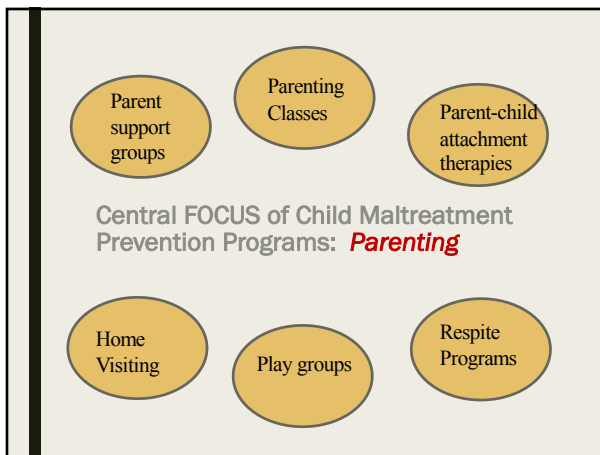 Parent
support
groups
Parenting
Classes
Parent-child
attachment
therapies
Central FOCUS of Child Maltreatment
Prevention Programs: Parenting
Home
Visiting
Play groups
Respite
Programs